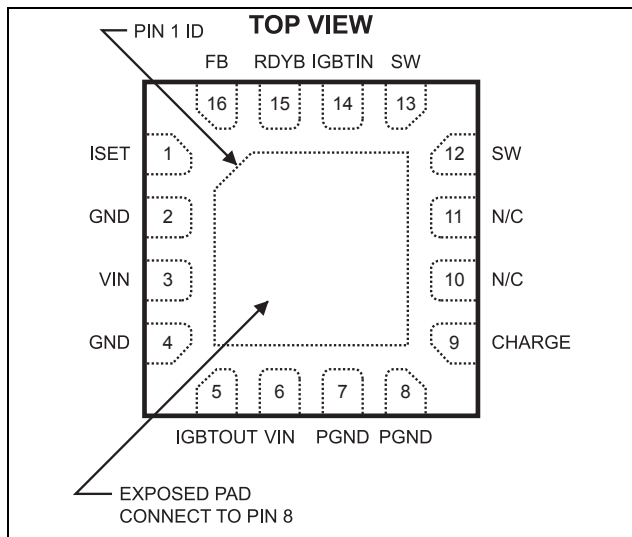 TOP VIEW
PIN 1 ID
FB RDYB IGBTIN SW
16 15 14 13
ISET 1 12 SW
GND 2 11 N/C
VIN 3 10 N/C
GND 4 9 CHARGE
5 6 7 8
IGBTOUT VIN PGND PGND
EXPOSED PAD
CONNECT TO PIN 8